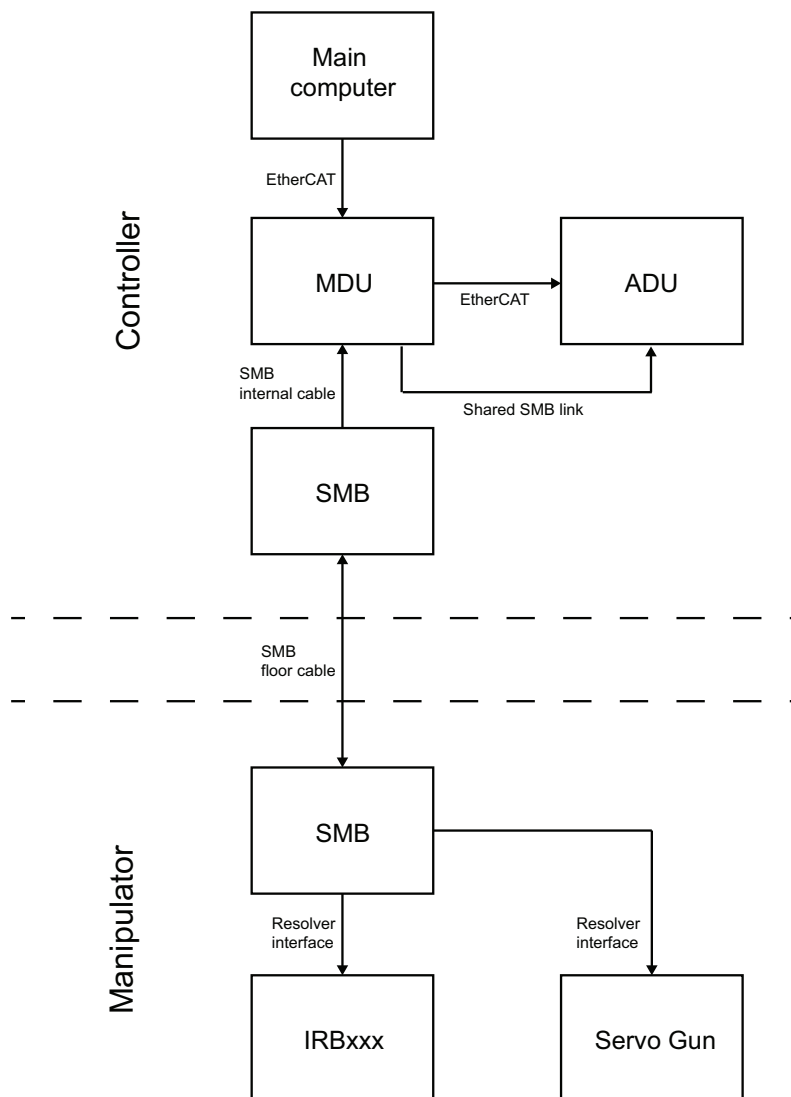 Main
computer
EtherCAT
Controller
MDU
EtherCAT
ADU
SMB
internal cable
Shared SMB link
SMB
SMB
floor cable
Manipulator
SMB
Resolver
interface
Resolver
interface
IRBxxx
Servo Gun